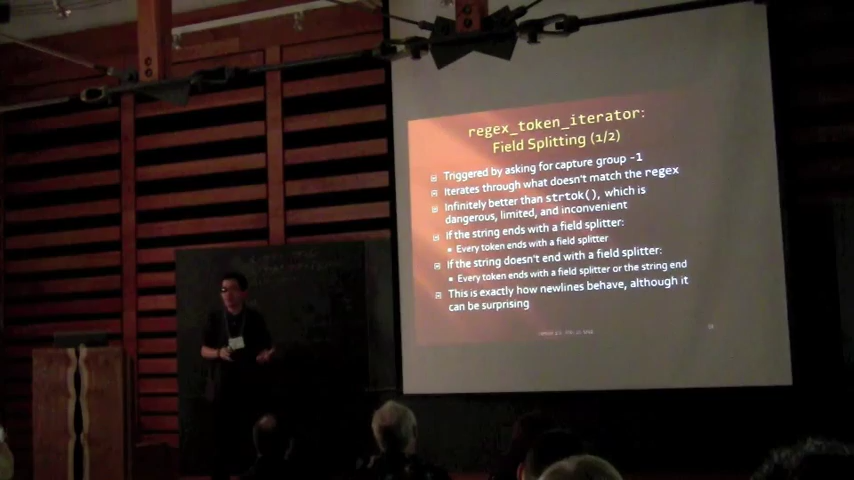 regex_token_iterator:
Field Splitting (1/2)
Triggered by asking for capture group -1
Iterates through what doesn't match the regex
Infinitely better than strtok(), which is
dangerous, limited, and inconvenient
If the string ends with a field splitter:
Every token ends with a field splitter
If the string doesn't end with a field splitter:
Every token ends with a field splitter or the string end
This is exactly how newlines behave, although it
can be surprising